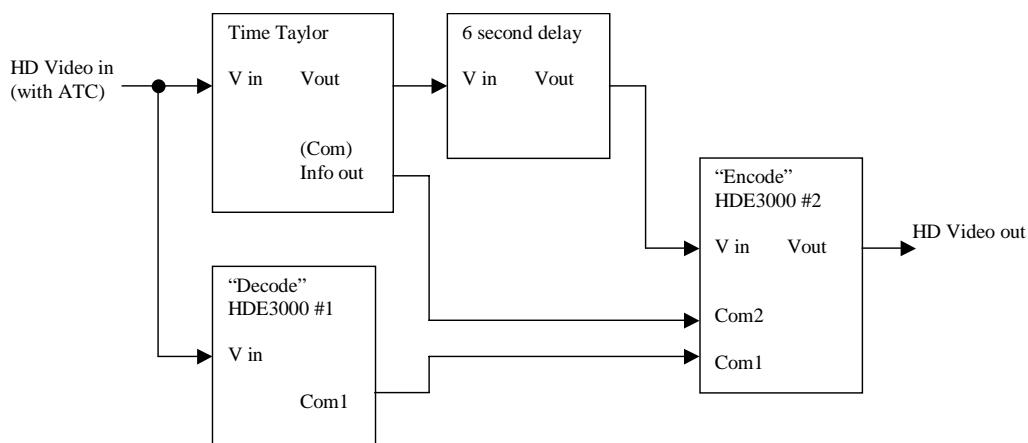 HD Video in
(with ATC)
Time Taylor
V in Vout
(Com)
Info out
6 second delay
V in Vout
“Encode”
HDE3000 #2
V in Vout
Com2
Com1
HD Video out
“Decode”
HDE3000 #1
V in
Com1